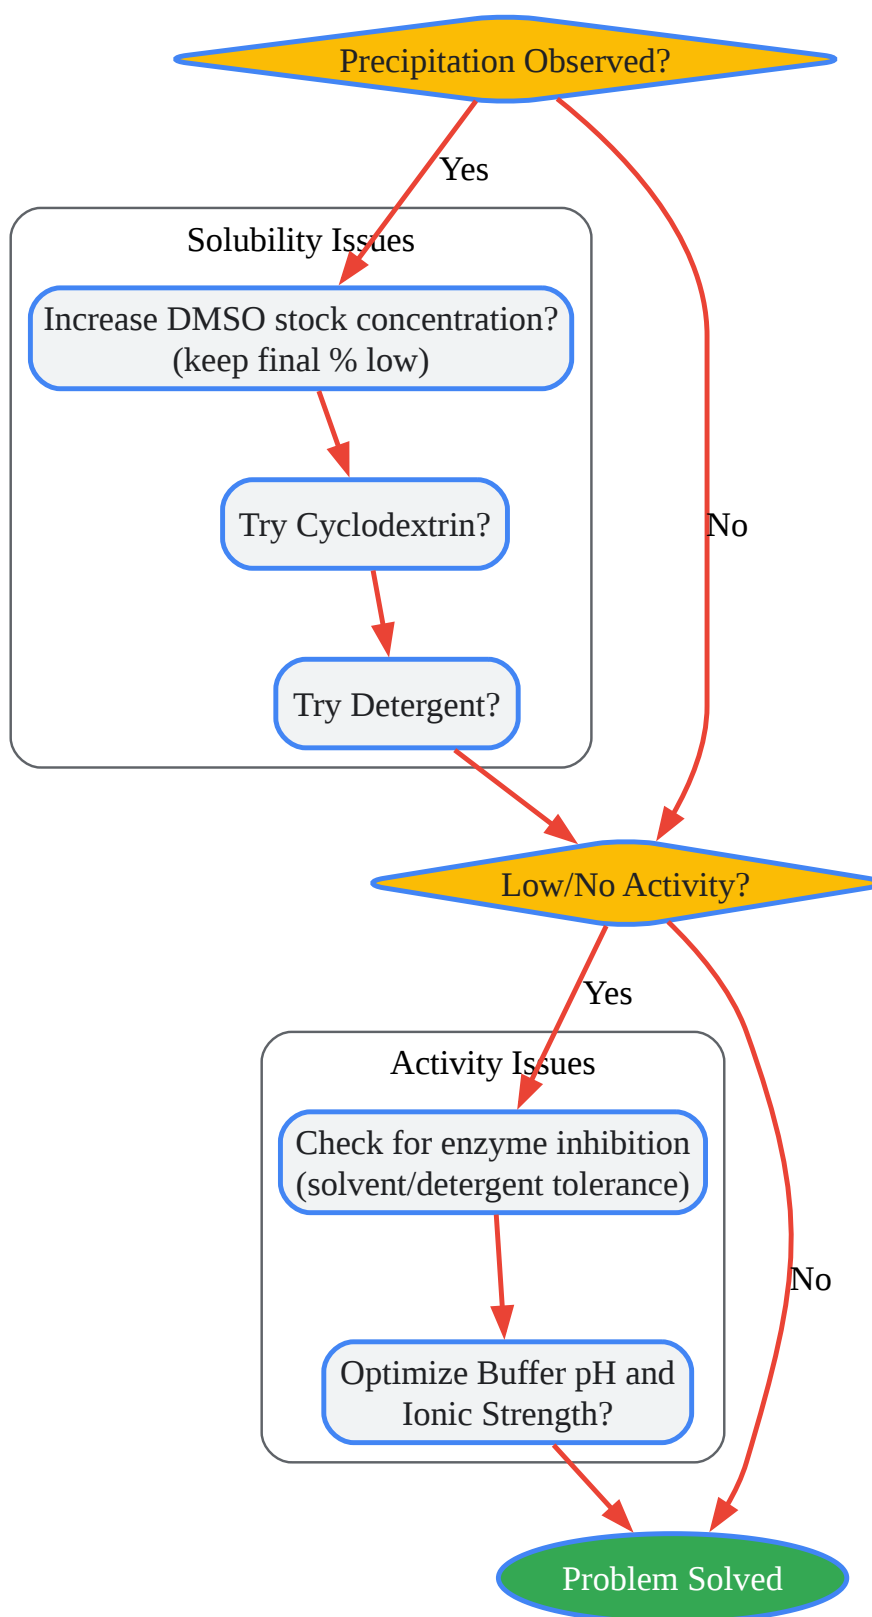 Precipitation Observed?
Yes
Solubility Issues
Increase DMSO stock concentration?
(keep final % low)
Try Cyclodextrin?
No
Try Detergent?
Low/No Activity?
Yes
Activity Issues
Check for enzyme inhibition
(solvent/detergent tolerance)
No
Optimize Buffer pH and
Ionic Strength?
Problem Solved